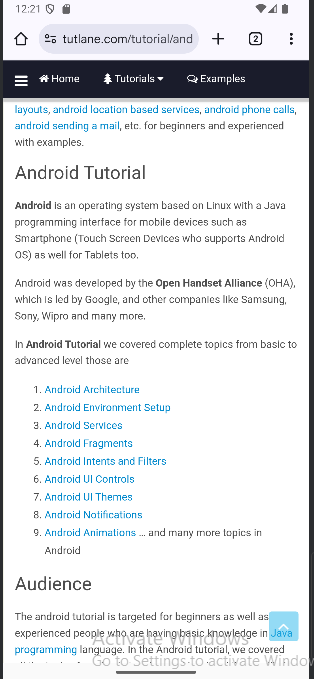 12:21
tutlane.com/tutorial/and
2
Home
Tutorials
Examples
layouts, android location based services, android phone calls,
android sending a mail, etc. for beginners and experienced
with examples.
Android Tutorial
Android is an operating system based on Linux with a Java
programming interface for mobile devices such as
Smartphone (Touch Screen Devices who supports Android
OS) as well for Tablets too.
Android was developed by the Open Handset Alliance (OHA),
which is led by Google, and other companies like Samsung,
Sony, Wipro and many more.
In Android Tutorial we covered complete topics from basic to
advanced level those are
1. Android Architecture
2. Android Environment Setup
3. Android Services
4. Android Fragments
5. Android Intents and Filters
6. Android UI Controls
7. Android UI Themes
8. Android Notifications
9. Android Animations … and many more topics in
Android
Audience
The android tutorial is targeted for beginners as well as
experienced people who are having basic knowledge in Java
programming language. In the Android tutorial, we covered
Activate Windows
Go to Settings to activate Window